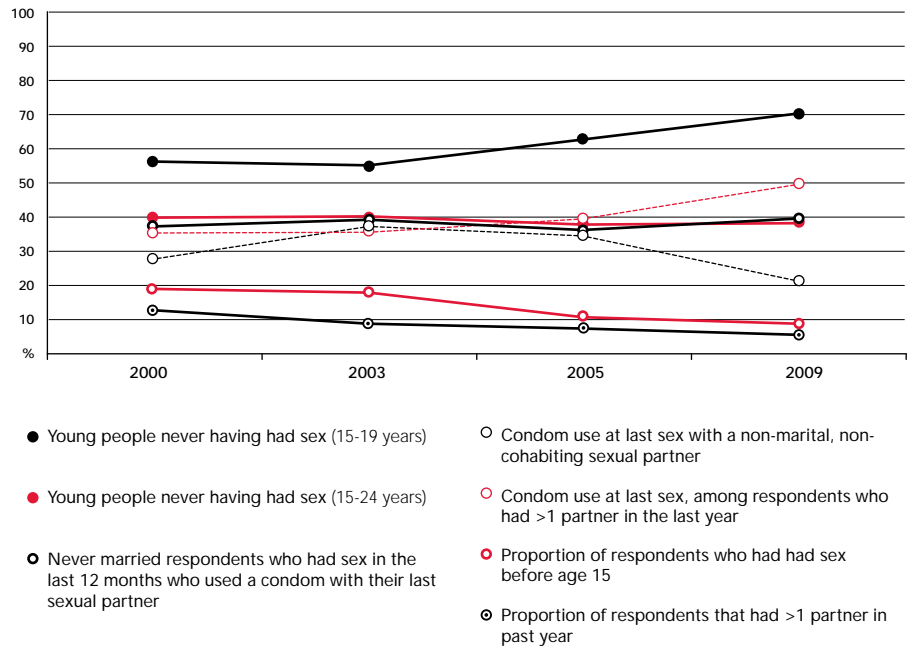 100
90
80
70
60
50
40
30
20
10
%
2000 2003 2005 2009
Young people never having had sex (15-19 years)
Young people never having had sex (15-24 years)
Never married respondents who had sex in the
last 12 months who used a condom with their last
sexual partner
Condom use at last sex with a non-marital, non-
cohabiting sexual partner
Condom use at last sex, among respondents who
had >1 partner in the last year
Proportion of respondents who had had sex
before age 15
Proportion of respondents that had >1 partner in
past year